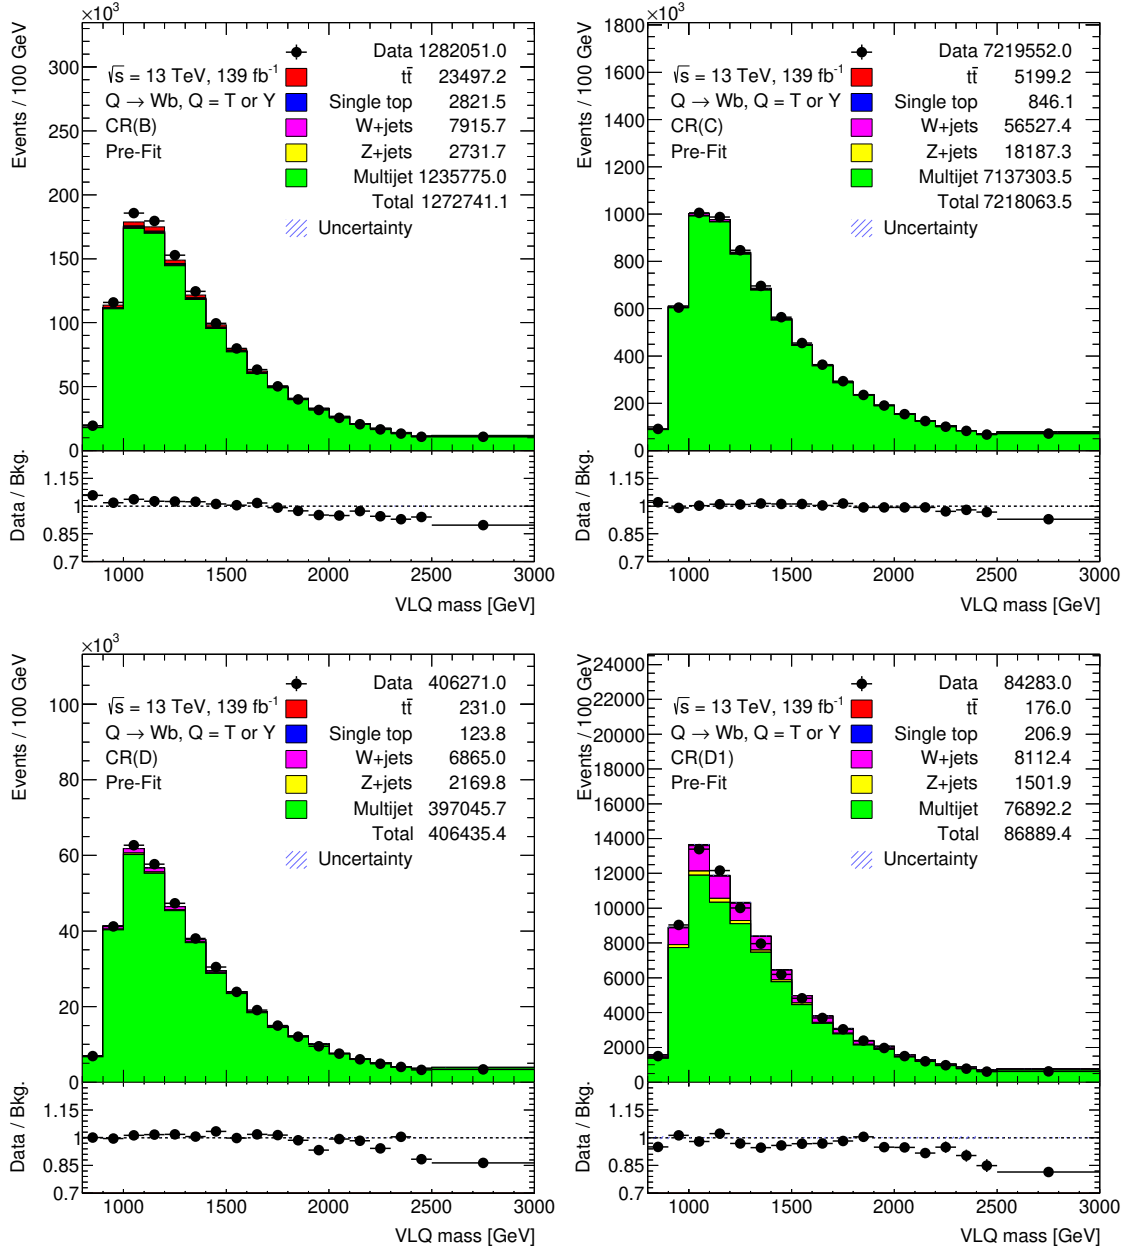 ×10³
Events / 100 GeV
300
250
200
150
100
50
0
√s = 13 TeV, 139 fb⁻¹
Q → Wb, Q = T or Y
CR(B)
Pre-Fit
Data 1282051.0
tt̄ 23497.2
Single top 2821.5
W+jets 7915.7
Z+jets 2731.7
Multijet 1235775.0
Total 1272741.1
Uncertainty
Data / Bkg.
1.15
1
0.85
0.7
1000 1500 2000 2500 3000
VLQ mass [GeV]
×10³
Events / 100 GeV
1800
1600
1400
1200
1000
800
600
400
200
0
√s = 13 TeV, 139 fb⁻¹
Q → Wb, Q = T or Y
CR(C)
Pre-Fit
Data 7219552.0
tt̄ 5199.2
Single top 846.1
W+jets 56527.4
Z+jets 18187.3
Multijet 7137303.5
Total 7218063.5
Uncertainty
Data / Bkg.
1.15
1
0.85
0.7
1000 1500 2000 2500 3000
VLQ mass [GeV]
×10³
Events / 100 GeV
100
80
60
40
20
0
√s = 13 TeV, 139 fb⁻¹
Q → Wb, Q = T or Y
CR(D)
Pre-Fit
Data 406271.0
tt̄ 231.0
Single top 123.8
W+jets 6865.0
Z+jets 2169.8
Multijet 397045.7
Total 406435.4
Uncertainty
Data / Bkg.
1.15
1
0.85
0.7
1000 1500 2000 2500 3000
VLQ mass [GeV]
Events / 100 GeV
24000
22000
20000
18000
16000
14000
12000
10000
8000
6000
4000
2000
0
√s = 13 TeV, 139 fb⁻¹
Q → Wb, Q = T or Y
CR(D1)
Pre-Fit
Data 84283.0
tt̄ 176.0
Single top 206.9
W+jets 8112.4
Z+jets 1501.9
Multijet 76892.2
Total 86889.4
Uncertainty
Data / Bkg.
1.15
1
0.85
0.7
1000 1500 2000 2500 3000
VLQ mass [GeV]